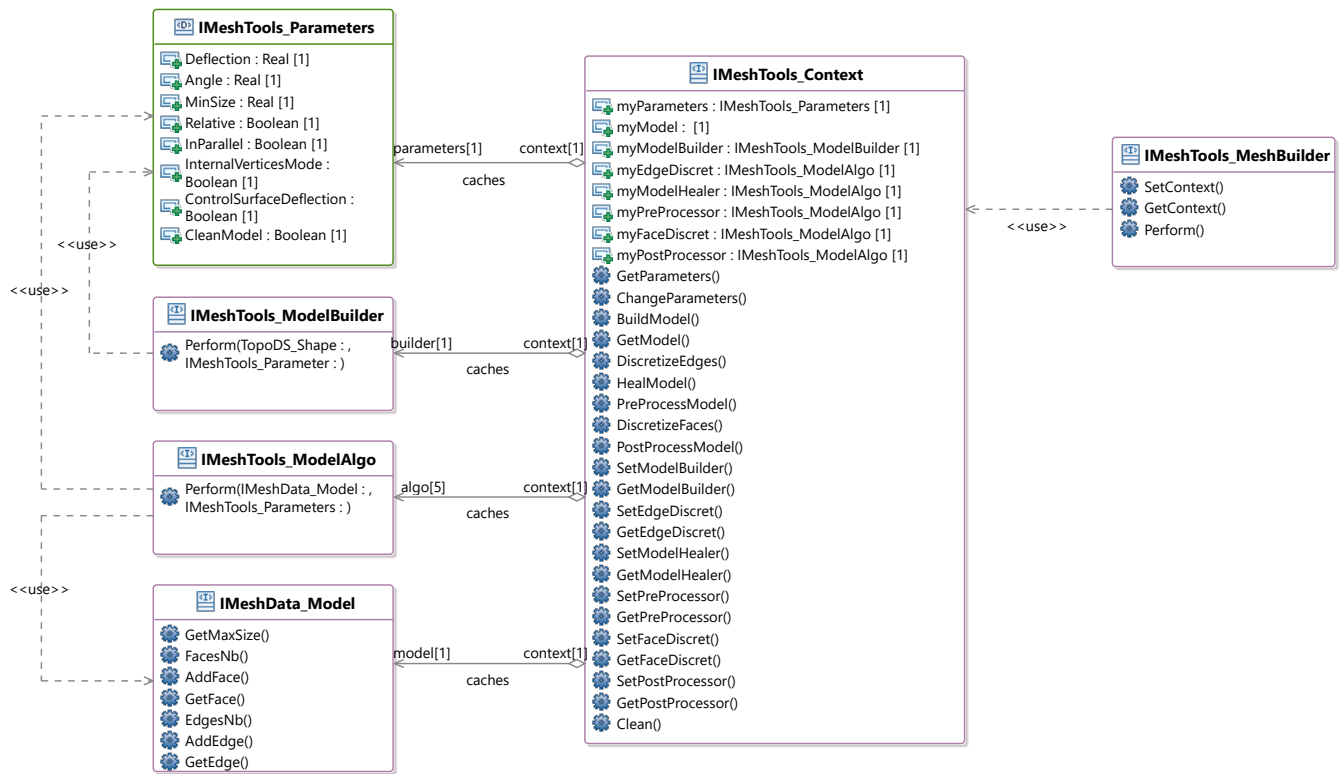 IMeshTools_Parameters
Deflection : Real [1]
Angle : Real [1]
MinSize : Real [1]
Relative : Boolean [1]
InParallel : Boolean [1]
InternalVerticesMode :
Boolean [1]
ControlSurfaceDeflection :
Boolean [1]
CleanModel : Boolean [1]
<<use>>
<<use>>
IMeshTools_ModelBuilder
Perform(TopoDS_Shape : ,
IMeshTools_Parameter : )
IMeshTools_ModelAlgo
Perform(IMeshData_Model : ,
IMeshTools_Parameters : )
<<use>>
IMeshData_Model
GetMaxSize()
FacesNb()
AddFace()
GetFace()
EdgesNb()
AddEdge()
GetEdge()
parameters[1] context[1]
caches
builder[1] context[1]
caches
algo[5] context[1]
caches
model[1] context[1]
caches
IMeshTools_Context
myParameters : IMeshTools_Parameters [1]
myModel : [1]
myModelBuilder : IMeshTools_ModelBuilder [1]
myEdgeDiscret : IMeshTools_ModelAlgo [1]
myModelHealer : IMeshTools_ModelAlgo [1]
myPreProcessor : IMeshTools_ModelAlgo [1]
myFaceDiscret : IMeshTools_ModelAlgo [1]
myPostProcessor : IMeshTools_ModelAlgo [1]
GetParameters()
ChangeParameters()
BuildModel()
GetModel()
DiscretizeEdges()
HealModel()
PreProcessModel()
DiscretizeFaces()
PostProcessModel()
SetModelBuilder()
GetModelBuilder()
SetEdgeDiscret()
GetEdgeDiscret()
SetModelHealer()
GetModelHealer()
SetPreProcessor()
GetPreProcessor()
SetFaceDiscret()
GetFaceDiscret()
SetPostProcessor()
GetPostProcessor()
Clean()
<<use>>
IMeshTools_MeshBuilder
SetContext()
GetContext()
Perform()